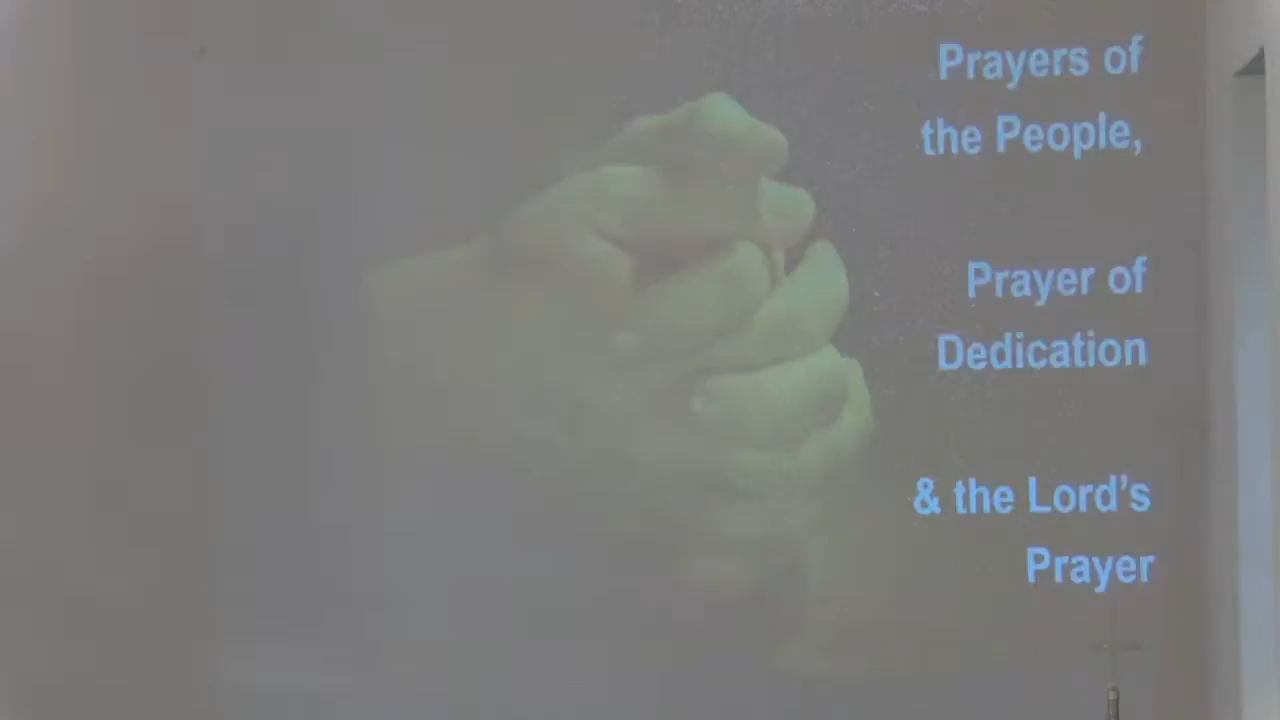 Prayers of
the People,
Prayer of
Dedication
& the Lord’s
Prayer